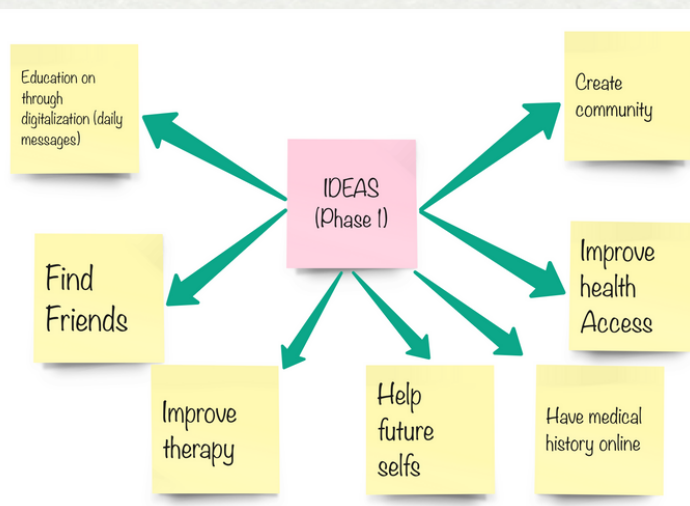 Education on
through
digitalization (daily
messages)
Create
community
IDEAS
(Phase 1)
Find
Friends
Improve
health
Access
Improve
therapy
Help
future
selfs
Have medical
history online